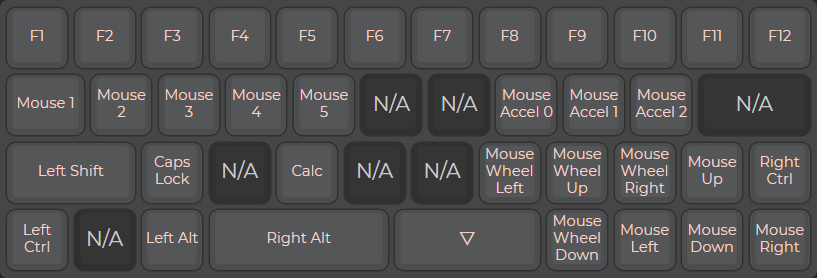 F1 F2 F3 F4 F5 F6 F7 F8 F9 F10 F11 F12
Mouse 1
Mouse
2
Mouse
3
Mouse
4
Mouse
5
N/A
N/A
Mouse
Accel 0
Mouse
Accel 1
Mouse
Accel 2
N/A
Left Shift
Caps
Lock
N/A
Calc
N/A
N/A
Mouse
Wheel
Left
Mouse
Wheel
Up
Mouse
Wheel
Right
Mouse
Up
Right
Ctrl
Left
Ctrl
N/A
Left Alt
Right Alt
▽
Mouse
Wheel
Down
Mouse
Left
Mouse
Down
Mouse
Right